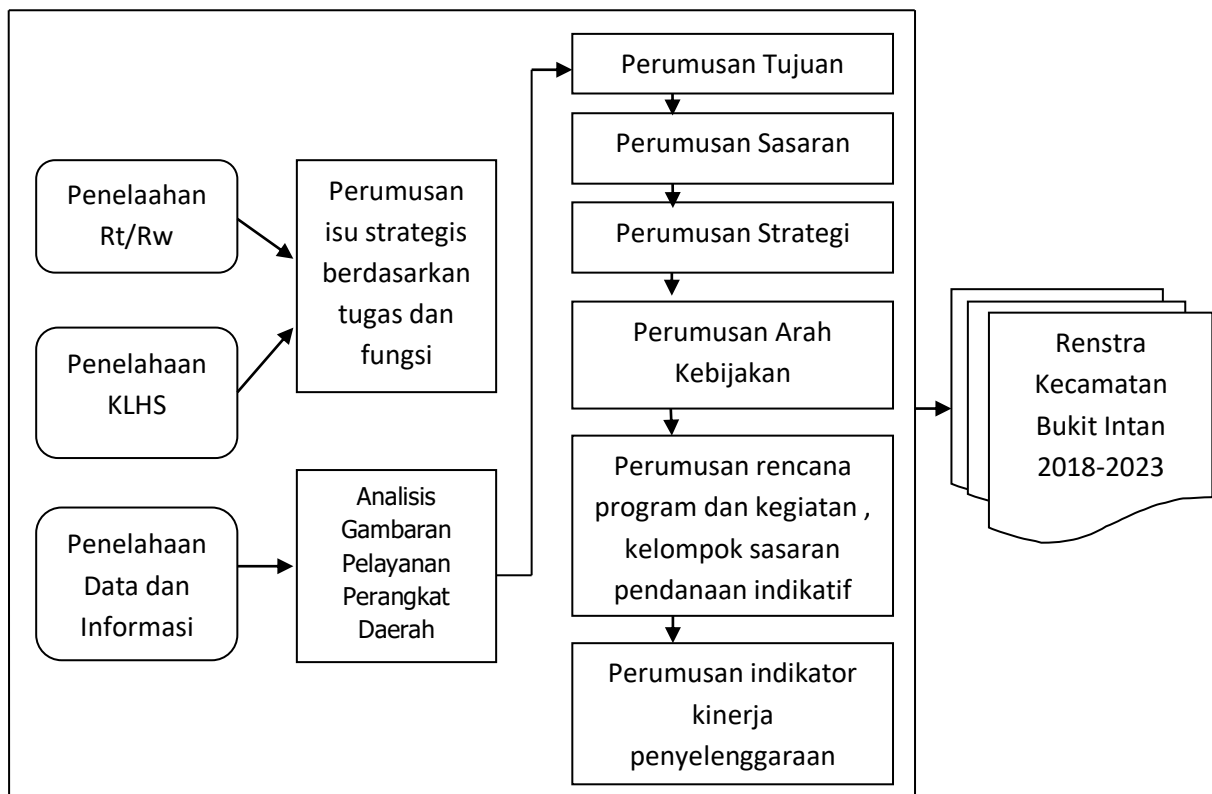 Penelaahan
Rt/Rw
Penelahaan
KLHS
Penelahaan
Data dan
Informasi
Perumusan
isu strategis
berdasarkan
tugas dan
fungsi
Analisis
Gambaran
Pelayanan
Perangkat
Daerah
Perumusan Tujuan
Perumusan Sasaran
Perumusan Strategi
Perumusan Arah
Kebijakan
Perumusan rencana
program dan kegiatan ,
kelompok sasaran
pendanaan indikatif
Perumusan indikator
kinerja
penyelenggaraan
Renstra
Kecamatan
Bukit Intan
2018-2023